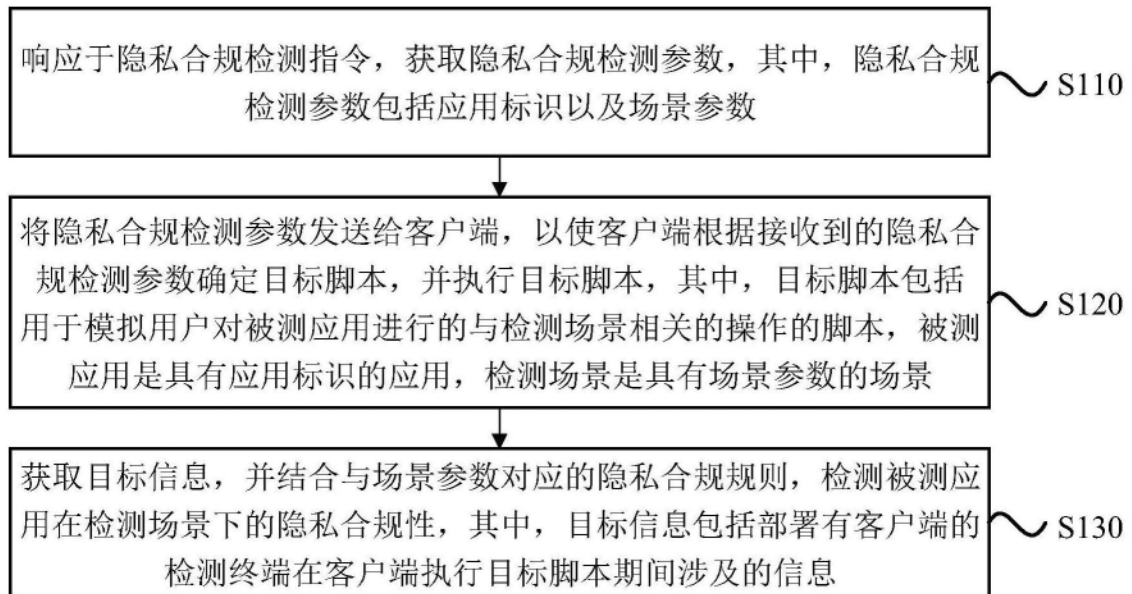 响应于隐私合规检测指令，获取隐私合规检测参数，其中，隐私合规
检测参数包括应用标识以及场景参数
S110
将隐私合规检测参数发送给客户端，以使客户端根据接收到的隐私合
规检测参数确定目标脚本，并执行目标脚本，其中，目标脚本包括
用于模拟用户对被测应用进行的与检测场景相关的操作的脚本，被测
应用是具有应用标识的应用，检测场景是具有场景参数的场景
S120
获取目标信息，并结合与场景参数对应的隐私合规规则，检测被测应
用在检测场景下的隐私合规性，其中，目标信息包括部署有客户端的
检测终端在客户端执行目标脚本期间涉及的信息
S130